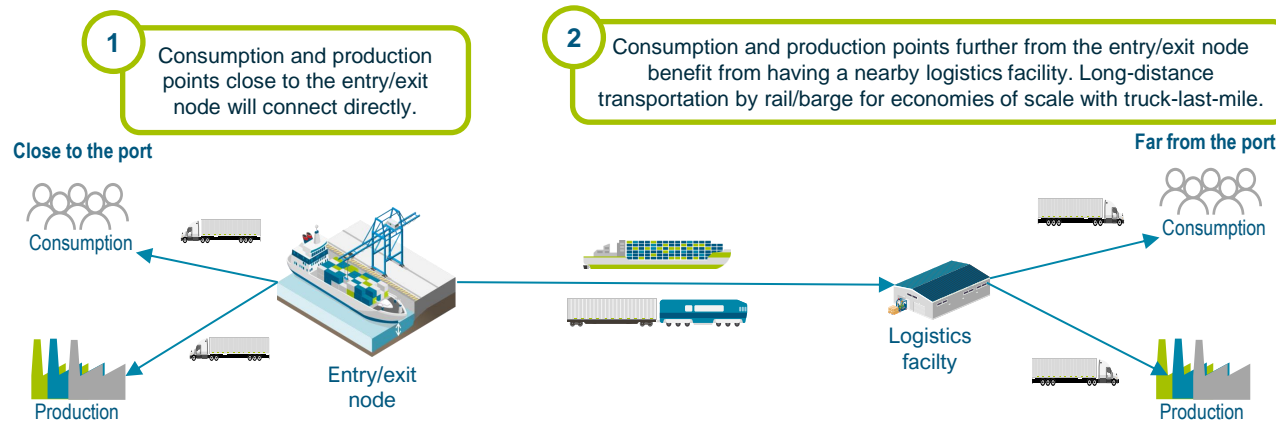 1
Consumption and production
points close to the entry/exit
node will connect directly.
2
Consumption and production points further from the entry/exit node
benefit from having a nearby logistics facility. Long-distance
transportation by rail/barge for economies of scale with truck-last-mile.
Close to the port
Far from the port
Consumption
Consumption
Entry/exit
node
Logistics
facilty
Production
Production